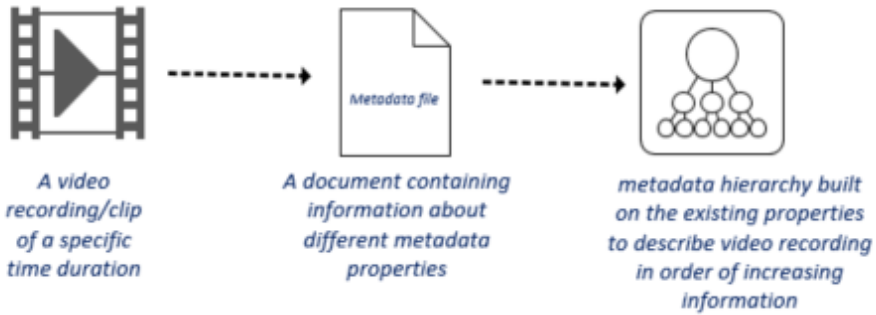 Metadata file
A video
recording/clip
of a specific
time duration
A document containing
information about
different metadata
properties
metadata hierarchy built
on the existing properties
to describe video recording
in order of increasing
information